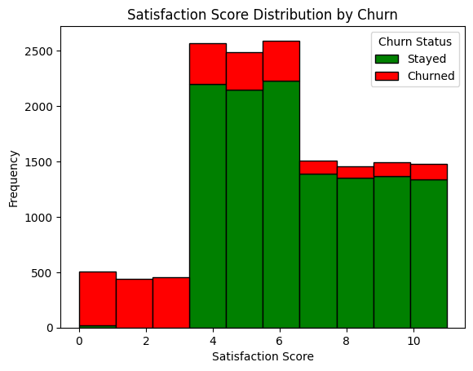 Satisfaction Score Distribution by Churn
Churn Status
Stayed
Churned
Frequency
2500
2000
1500
1000
500
0
0 2 4 6 8 10
Satisfaction Score